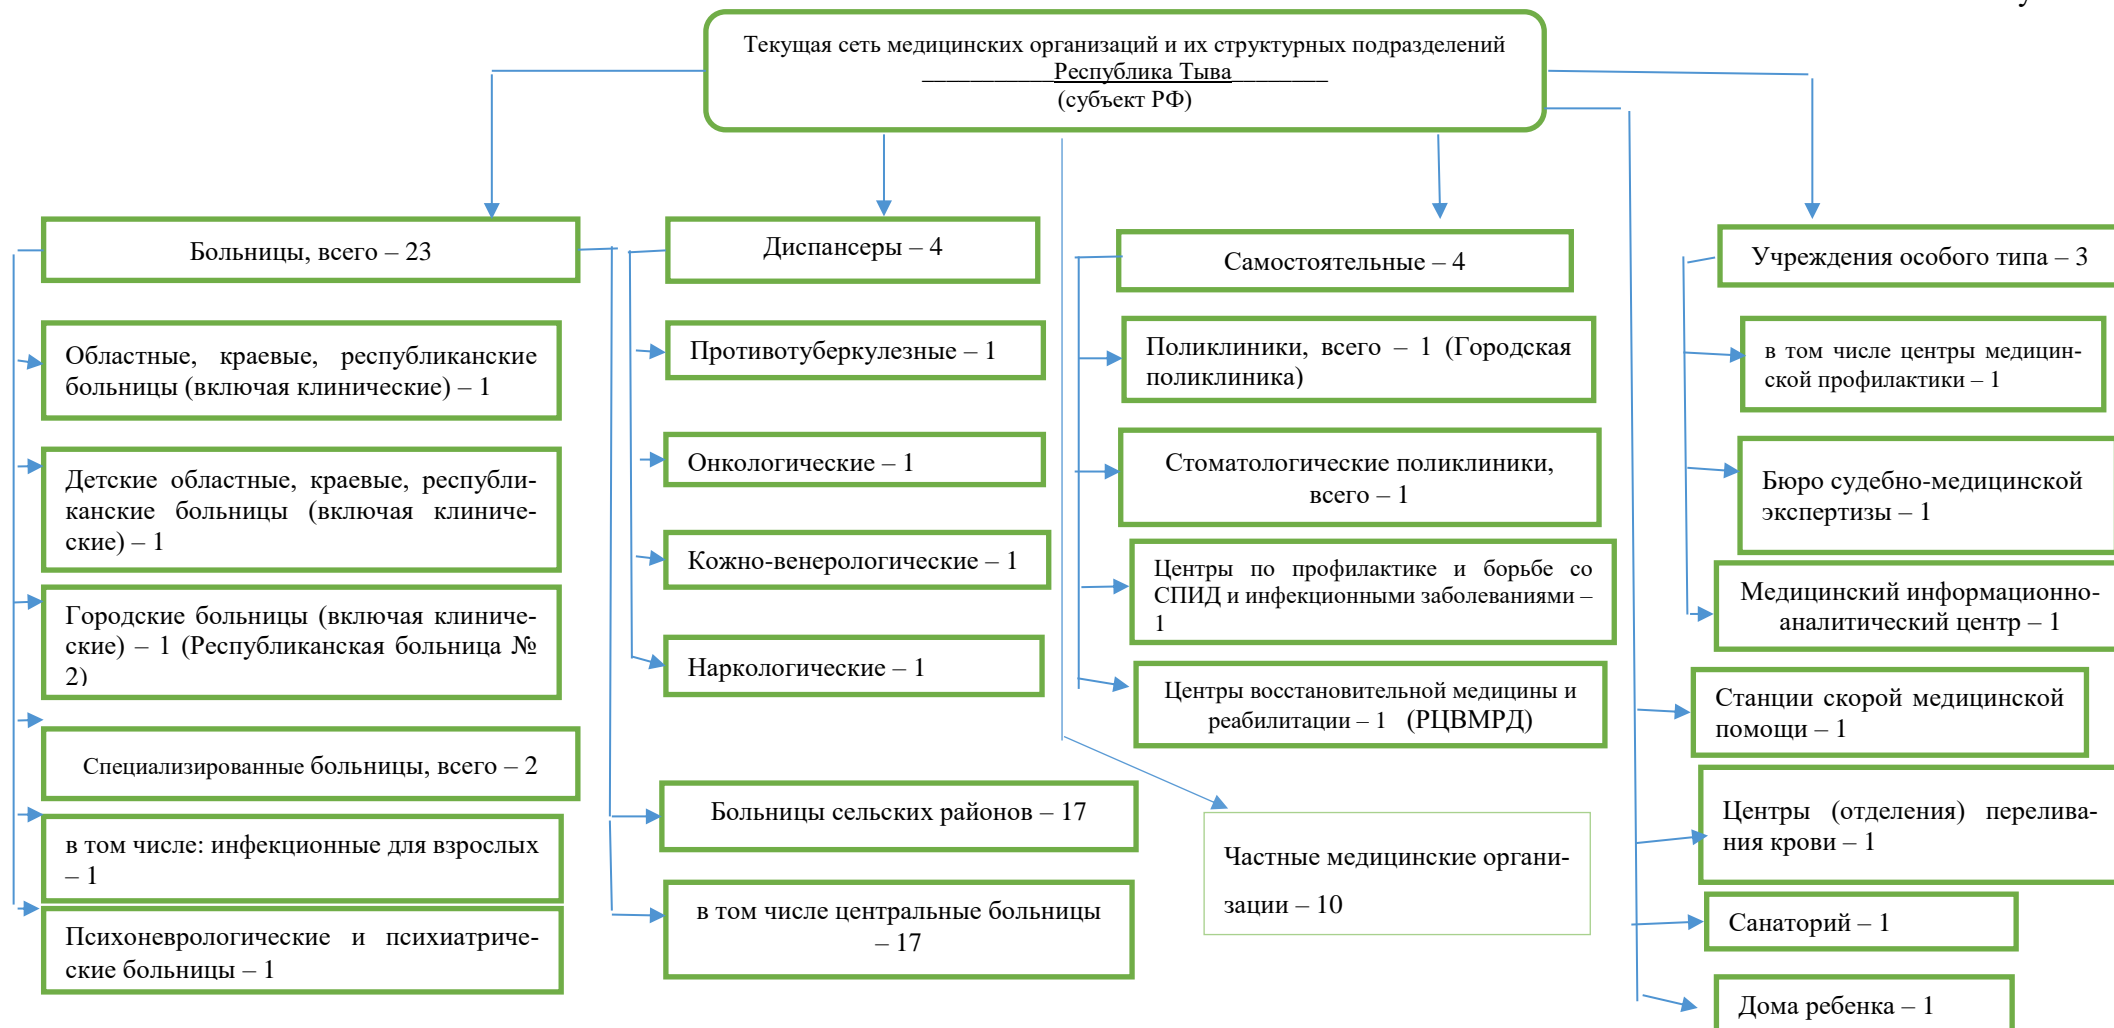 Текущая сеть медицинских организаций и их структурных подразделений
___________Республика Тыва________
(субъект РФ)
Больницы, всего – 23
Областные, краевые, республиканские
больницы (включая клинические) – 1
Детские областные, краевые, республи-
канские больницы (включая клиниче-
ские) – 1
Городские больницы (включая клиниче-
ские) – 1 (Республиканская больница №
2)
Специализированные больницы, всего – 2
в том числе: инфекционные для взрослых
– 1
Психоневрологические и психиатриче-
ские больницы – 1
Диспансеры – 4
Противотуберкулезные – 1
Онкологические – 1
Кожно-венерологические – 1
Наркологические – 1
Больницы сельских районов – 17
в том числе центральные больницы
– 17
Самостоятельные – 4
Поликлиники, всего – 1 (Городская
поликлиника)
Стоматологические поликлиники,
всего – 1
Центры по профилактике и борьбе со
СПИД и инфекционными заболеваниями –
1
Центры восстановительной медицины и
реабилитации – 1 (РЦВМРД)
Частные медицинские органи-
зации – 10
Учреждения особого типа – 3
в том числе центры медицин-
ской профилактики – 1
Бюро судебно-медицинской
экспертизы – 1
Медицинский информационно-
аналитический центр – 1
Станции скорой медицинской
помощи – 1
Центры (отделения) перелива-
ния крови – 1
Санаторий – 1
Дома ребенка – 1